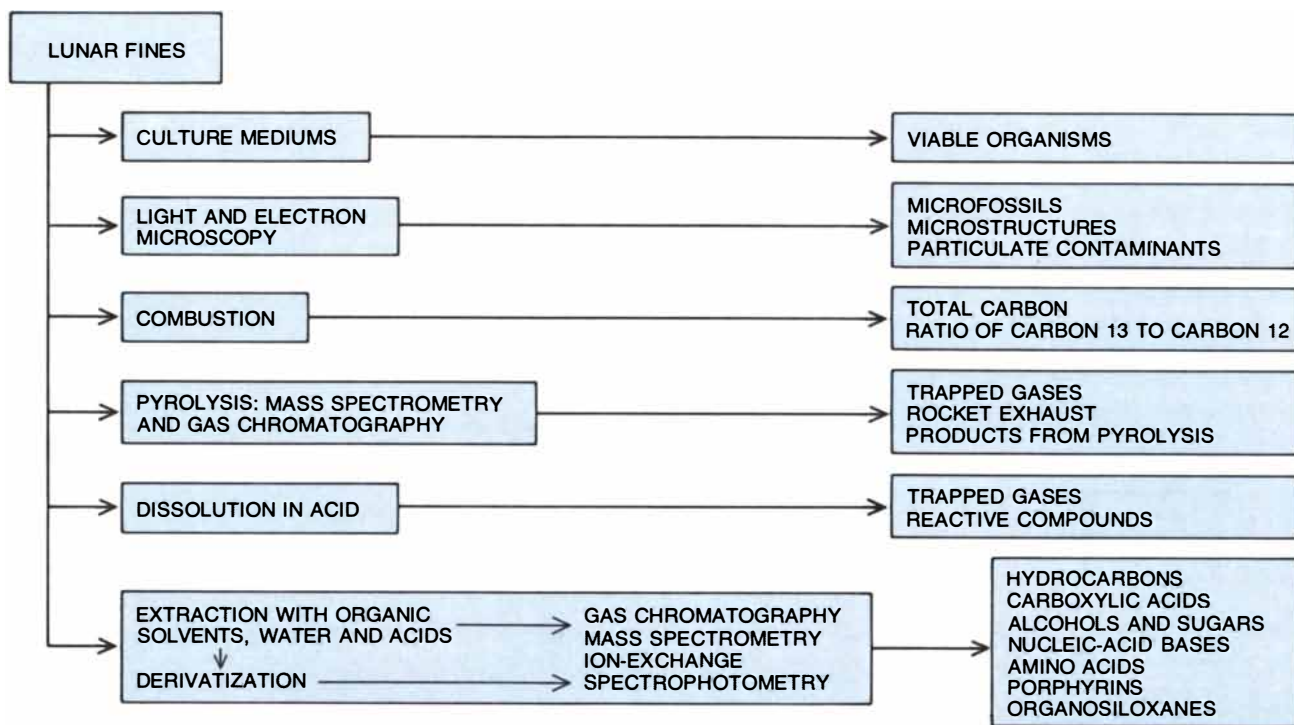 LUNAR FINES
CULTURE MEDIUMS
VIABLE ORGANISMS
LIGHT AND ELECTRON
MICROSCOPY
MICROFOSSILS
MICROSTRUCTURES
PARTICULATE CONTAMINANTS
COMBUSTION
TOTAL CARBON
RATIO OF CARBON 13 TO CARBON 12
PYROLYSIS: MASS SPECTROMETRY
AND GAS CHROMATOGRAPHY
TRAPPED GASES
ROCKET EXHAUST
PRODUCTS FROM PYROLYSIS
DISSOLUTION IN ACID
TRAPPED GASES
REACTIVE COMPOUNDS
EXTRACTION WITH ORGANIC
SOLVENTS, WATER AND ACIDS
DERIVATIZATION
GAS CHROMATOGRAPHY
MASS SPECTROMETRY
ION-EXCHANGE
SPECTROPHOTOMETRY
HYDROCARBONS
CARBOXYLIC ACIDS
ALCOHOLS AND SUGARS
NUCLEIC-ACID BASES
AMINO ACIDS
PORPHYRINS
ORGANOSILOXANES